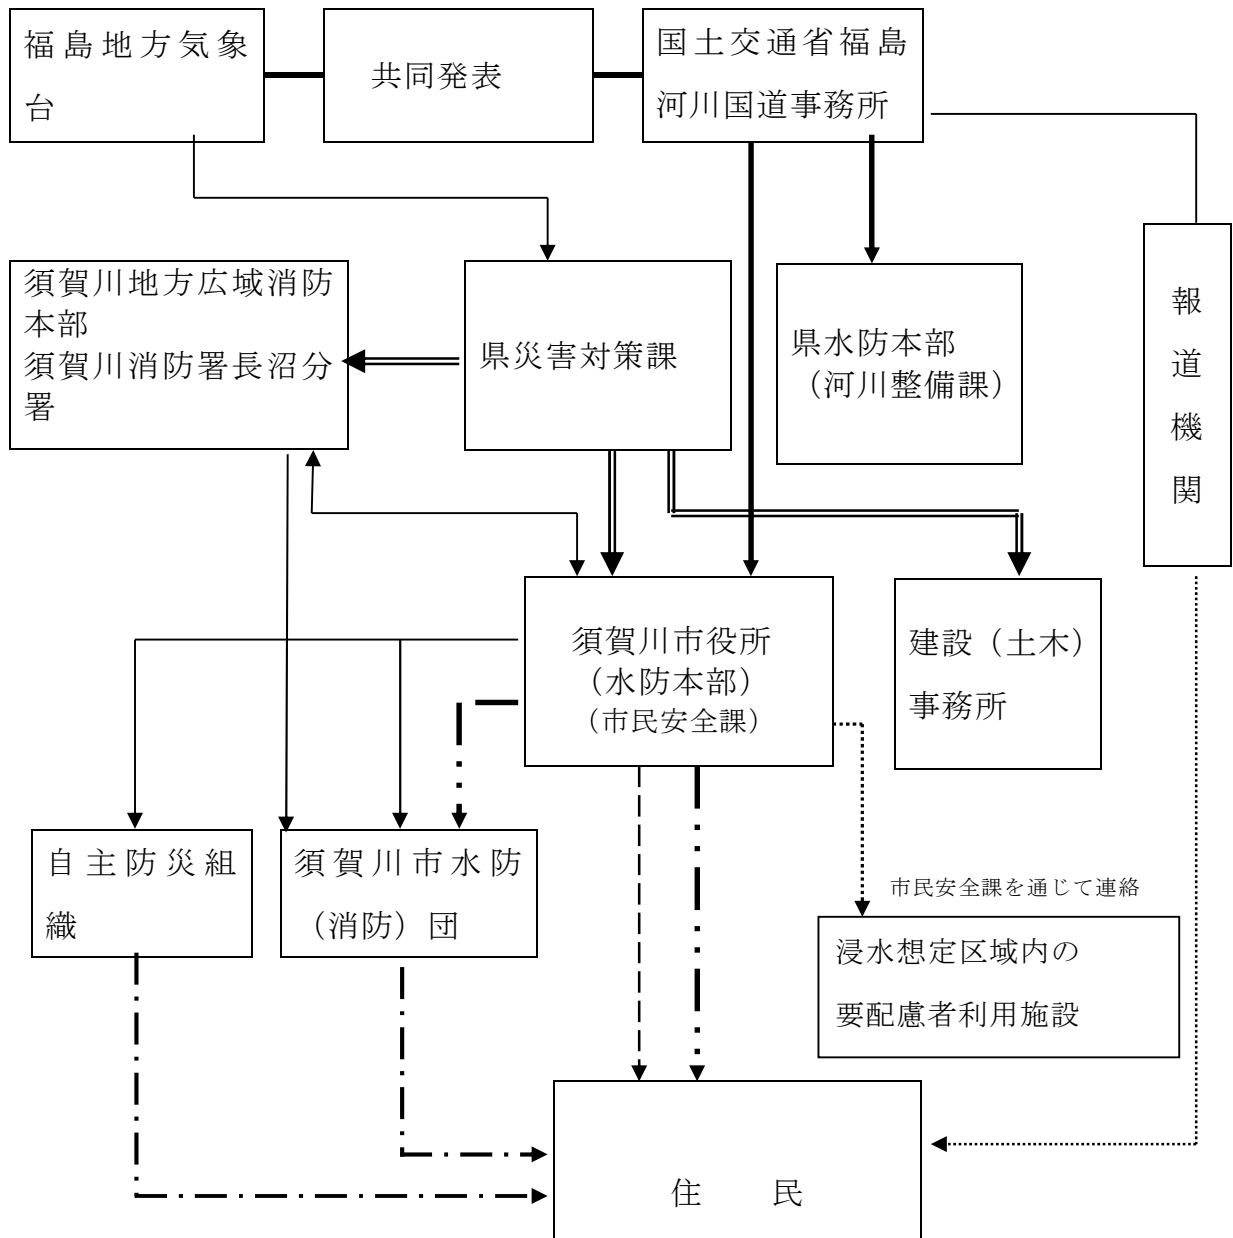 福島地方気象
台
共同発表
国土交通省福島
河川国道事務所
須賀川地方広域消防
本部
須賀川消防署長沼分
署
県災害対策課
県水防本部
（河川整備課）
報
道
機
関
須賀川市役所
（水防本部）
（市民安全課）
建設（土木）
事務所
自主防災組
織
須賀川市水防
（消防）団
市民安全課を通じて連絡
浸水想定区域内の
要配慮者利用施設
住　　民